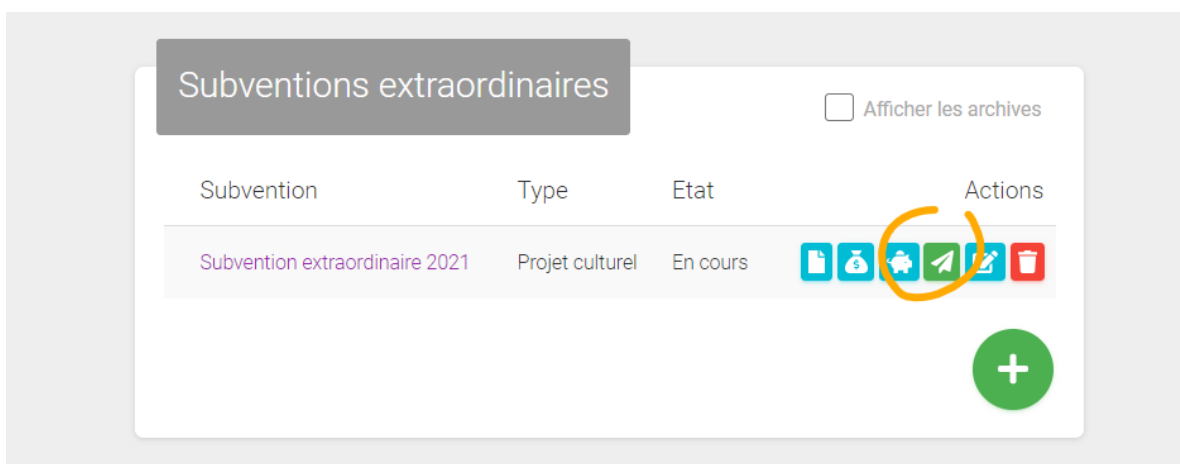 Subventions extraordinaires
Afficher les archives
Subvention Type Etat Actions
Subvention extraordinaire 2021 Projet culturel En cours